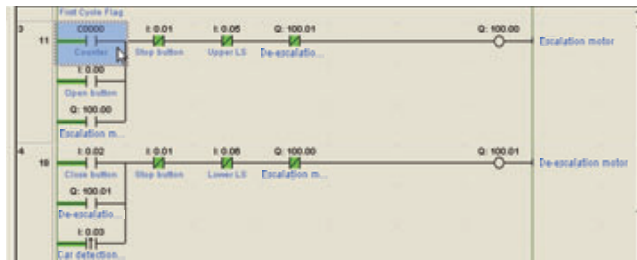 First Cycle Flag
3
11
C0000
I: 0.01
I: 0.05
Q: 100.01
Q: 100.00
Counter
Stop button
Upper LS
De-escalatio...
Escalation motor
I: 0.00
Open button
Q: 100.00
Escalation m...
4
18
I: 0.02
I: 0.01
I: 0.06
Q: 100.00
Q: 100.01
Close button
Stop button
Lower LS
Escalation m...
De-escalation motor
Q: 100.01
De-escalatio...
I: 0.03
Car detection...